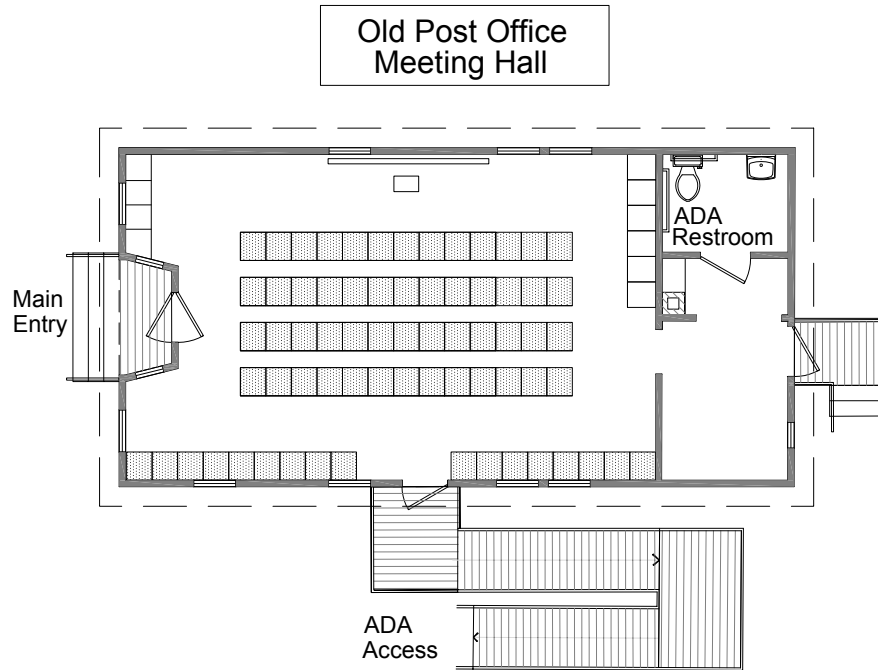 Old Post Office
Meeting Hall
ADA
Restroom
Main
Entry
ADA
Access